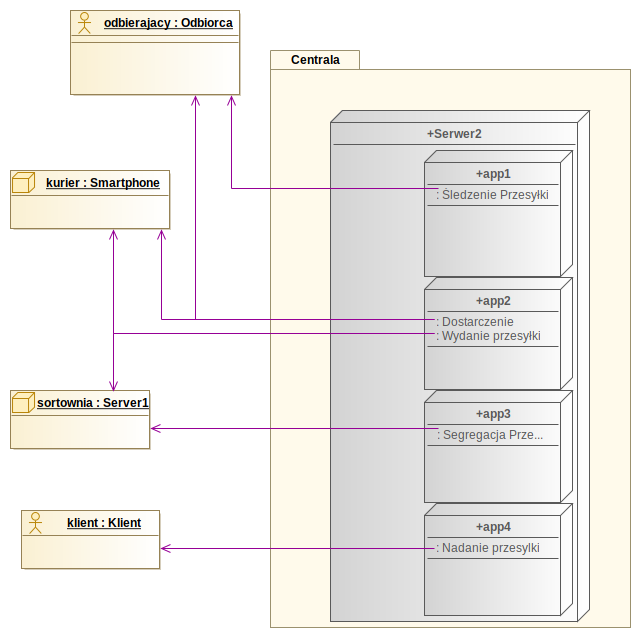 odbierajacy : Odbiorca
Centrala
+Serwer2
+app1
: Śledzenie Przesyłki
kurier : Smartphone
+app2
: Dostarczenie
: Wydanie przesyłki
sortownia : Server1
+app3
: Segregacja Prze...
klient : Klient
+app4
: Nadanie przesylki